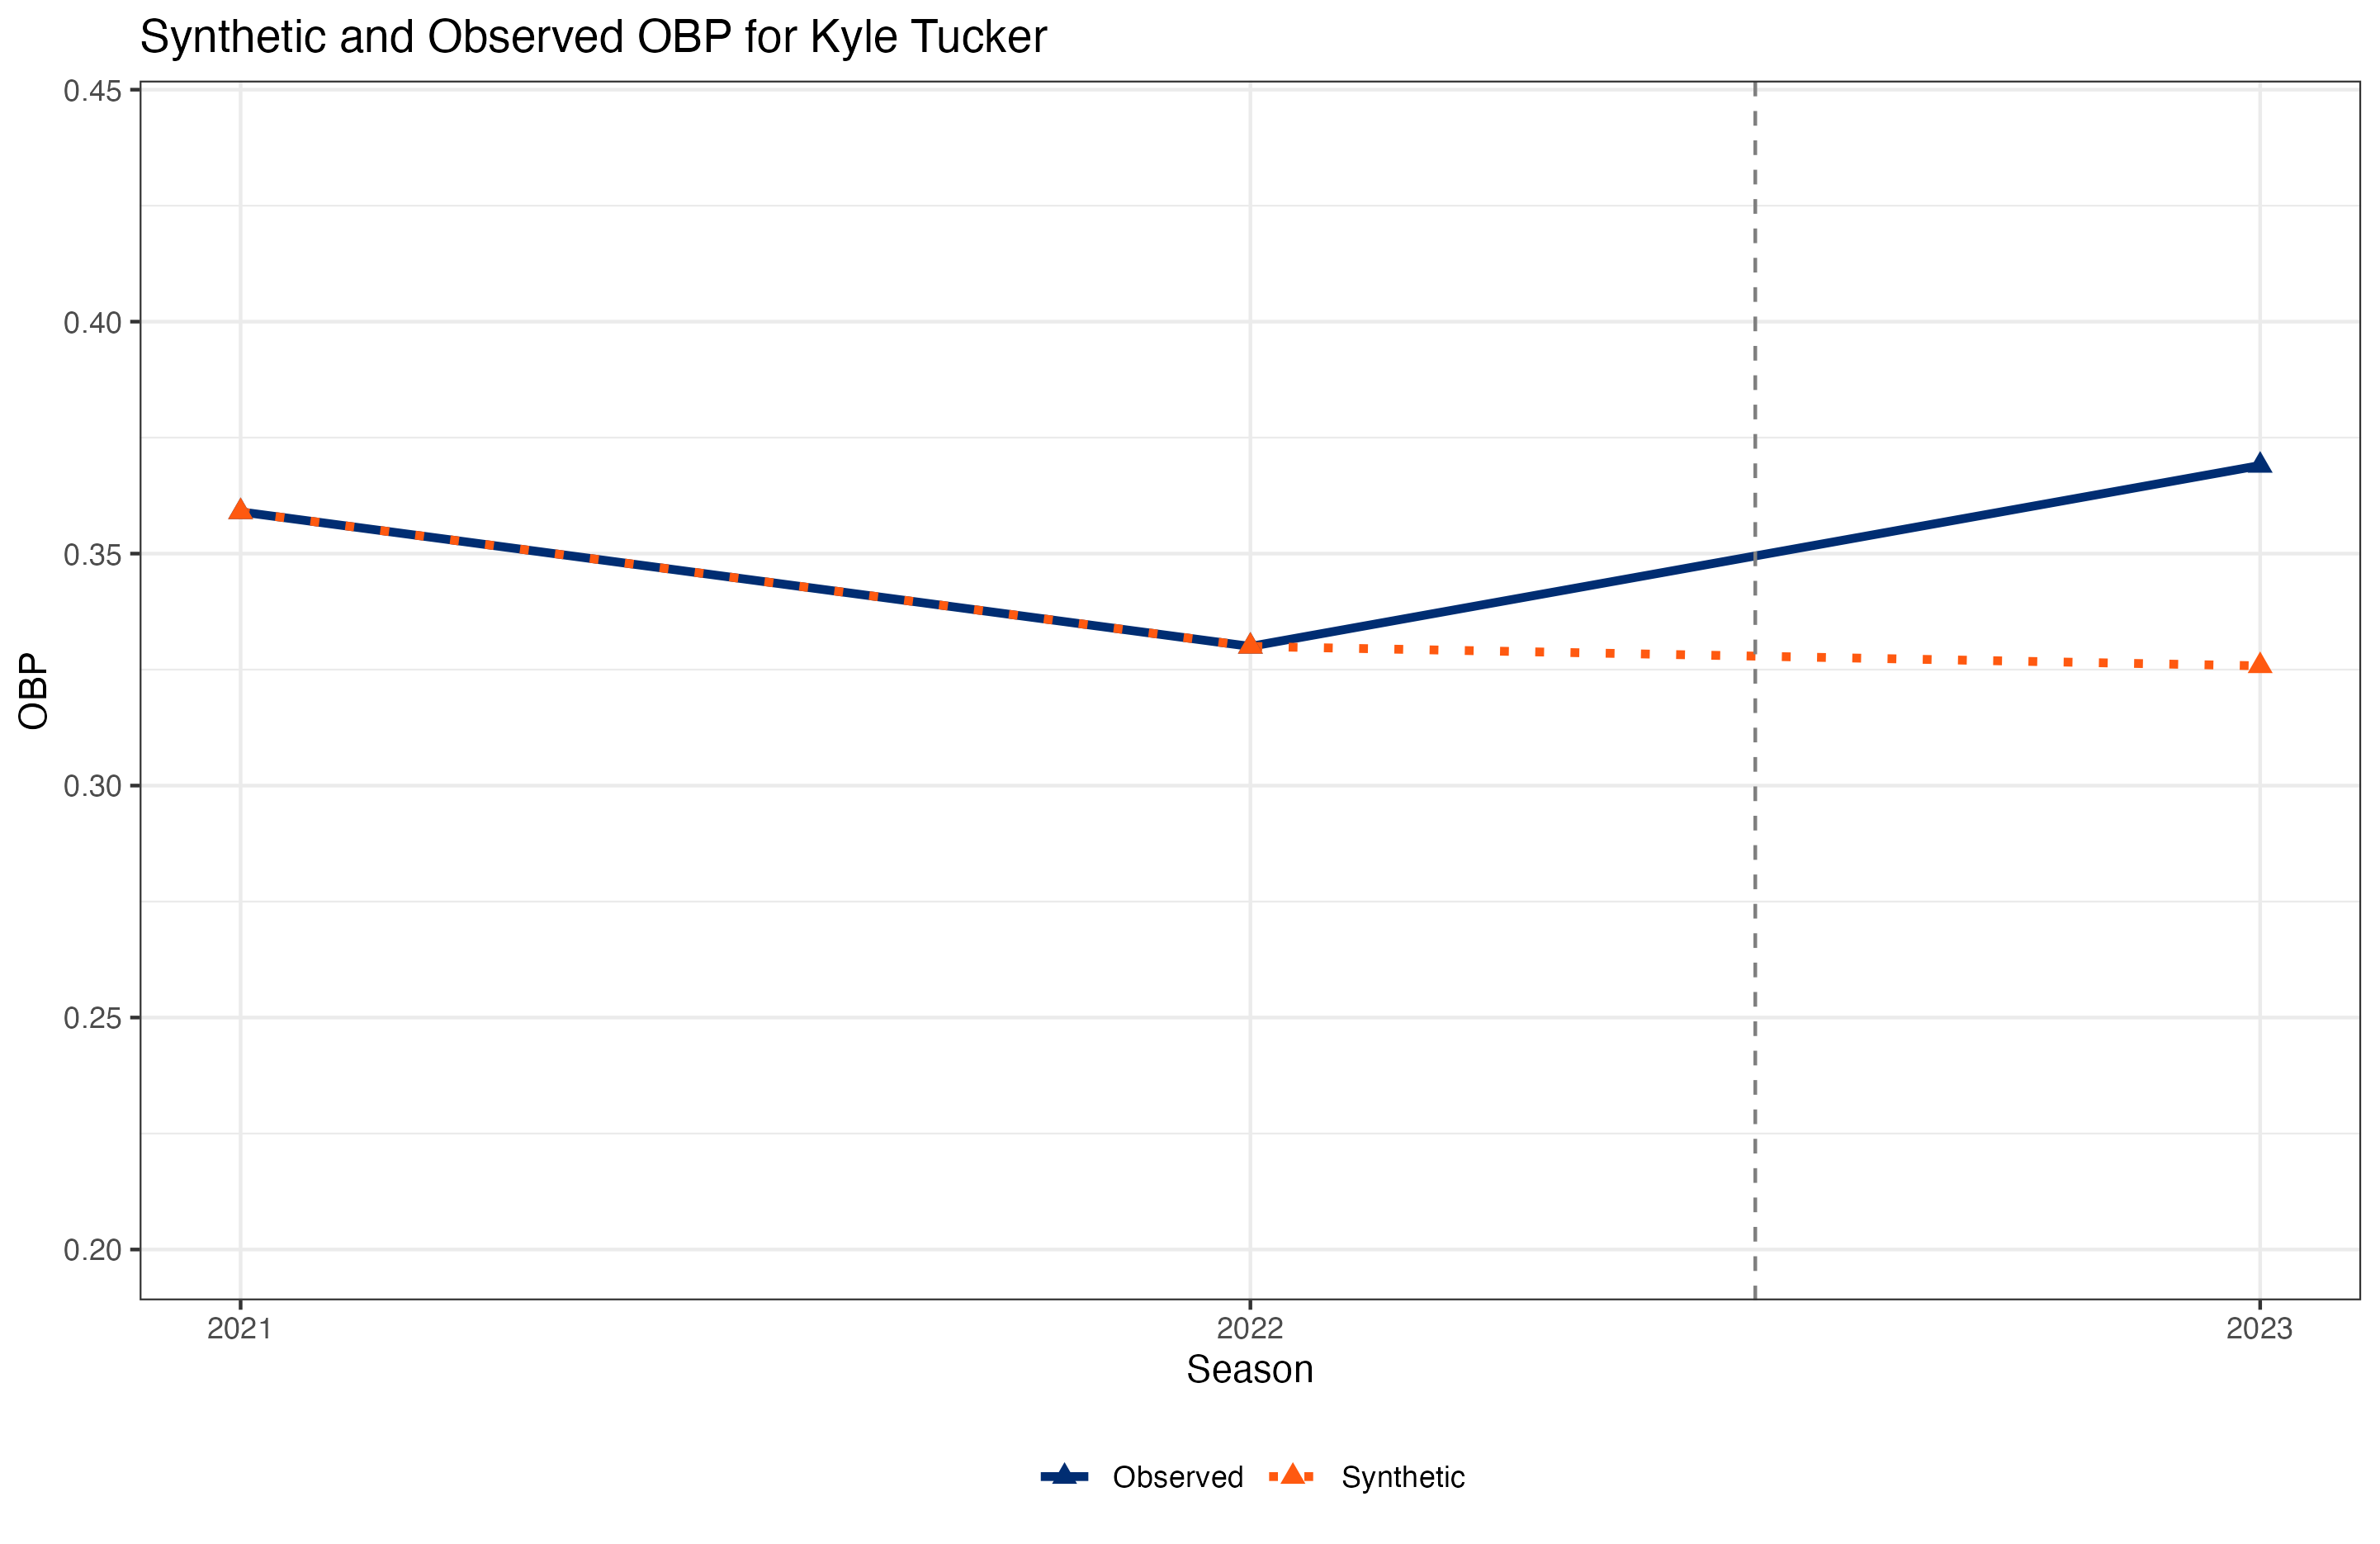 Synthetic and Observed OBP for Kyle Tucker
0.45
0.40
0.35
0.30
0.25
0.20
OBP
2021 2022 2023
Season
Observed Synthetic